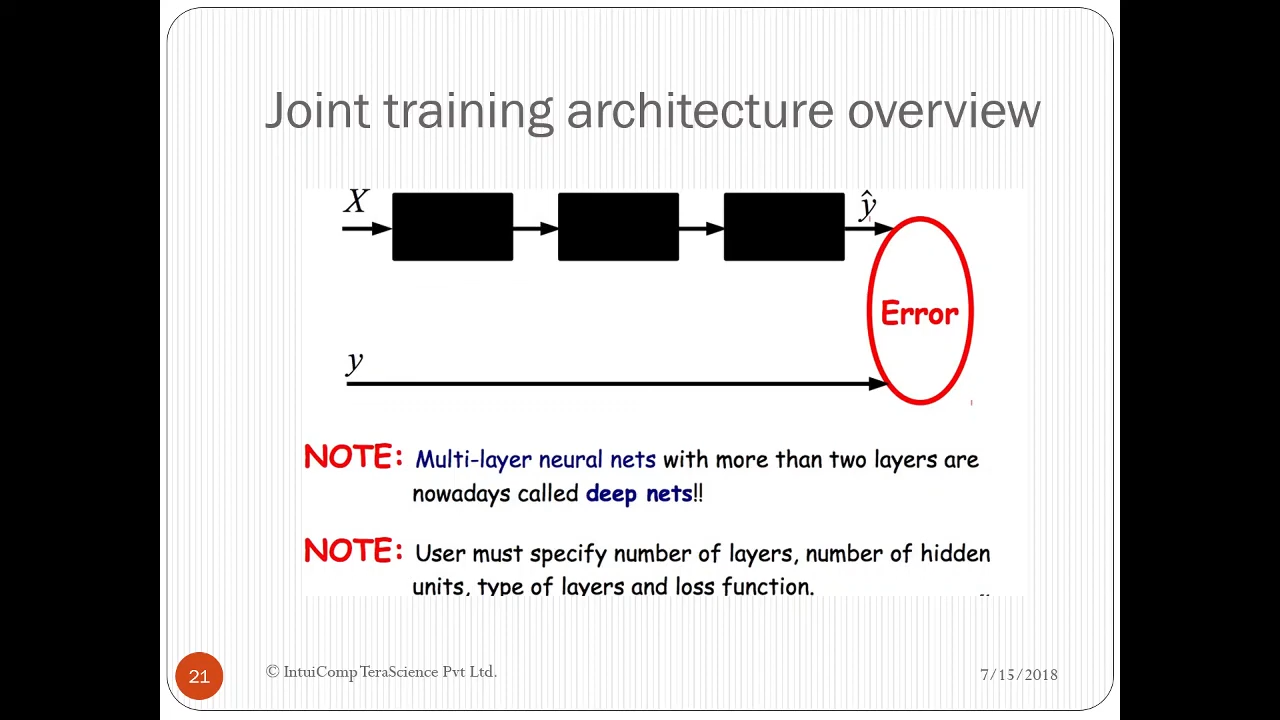 Joint training architecture overview
X
ŷ
Error
y
NOTE: Multi-layer neural nets with more than two layers are
nowadays called deep nets!!
NOTE: User must specify number of layers, number of hidden
units, type of layers and loss function.
21
© IntuiComp TeraScience Pvt Ltd.
7/15/2018